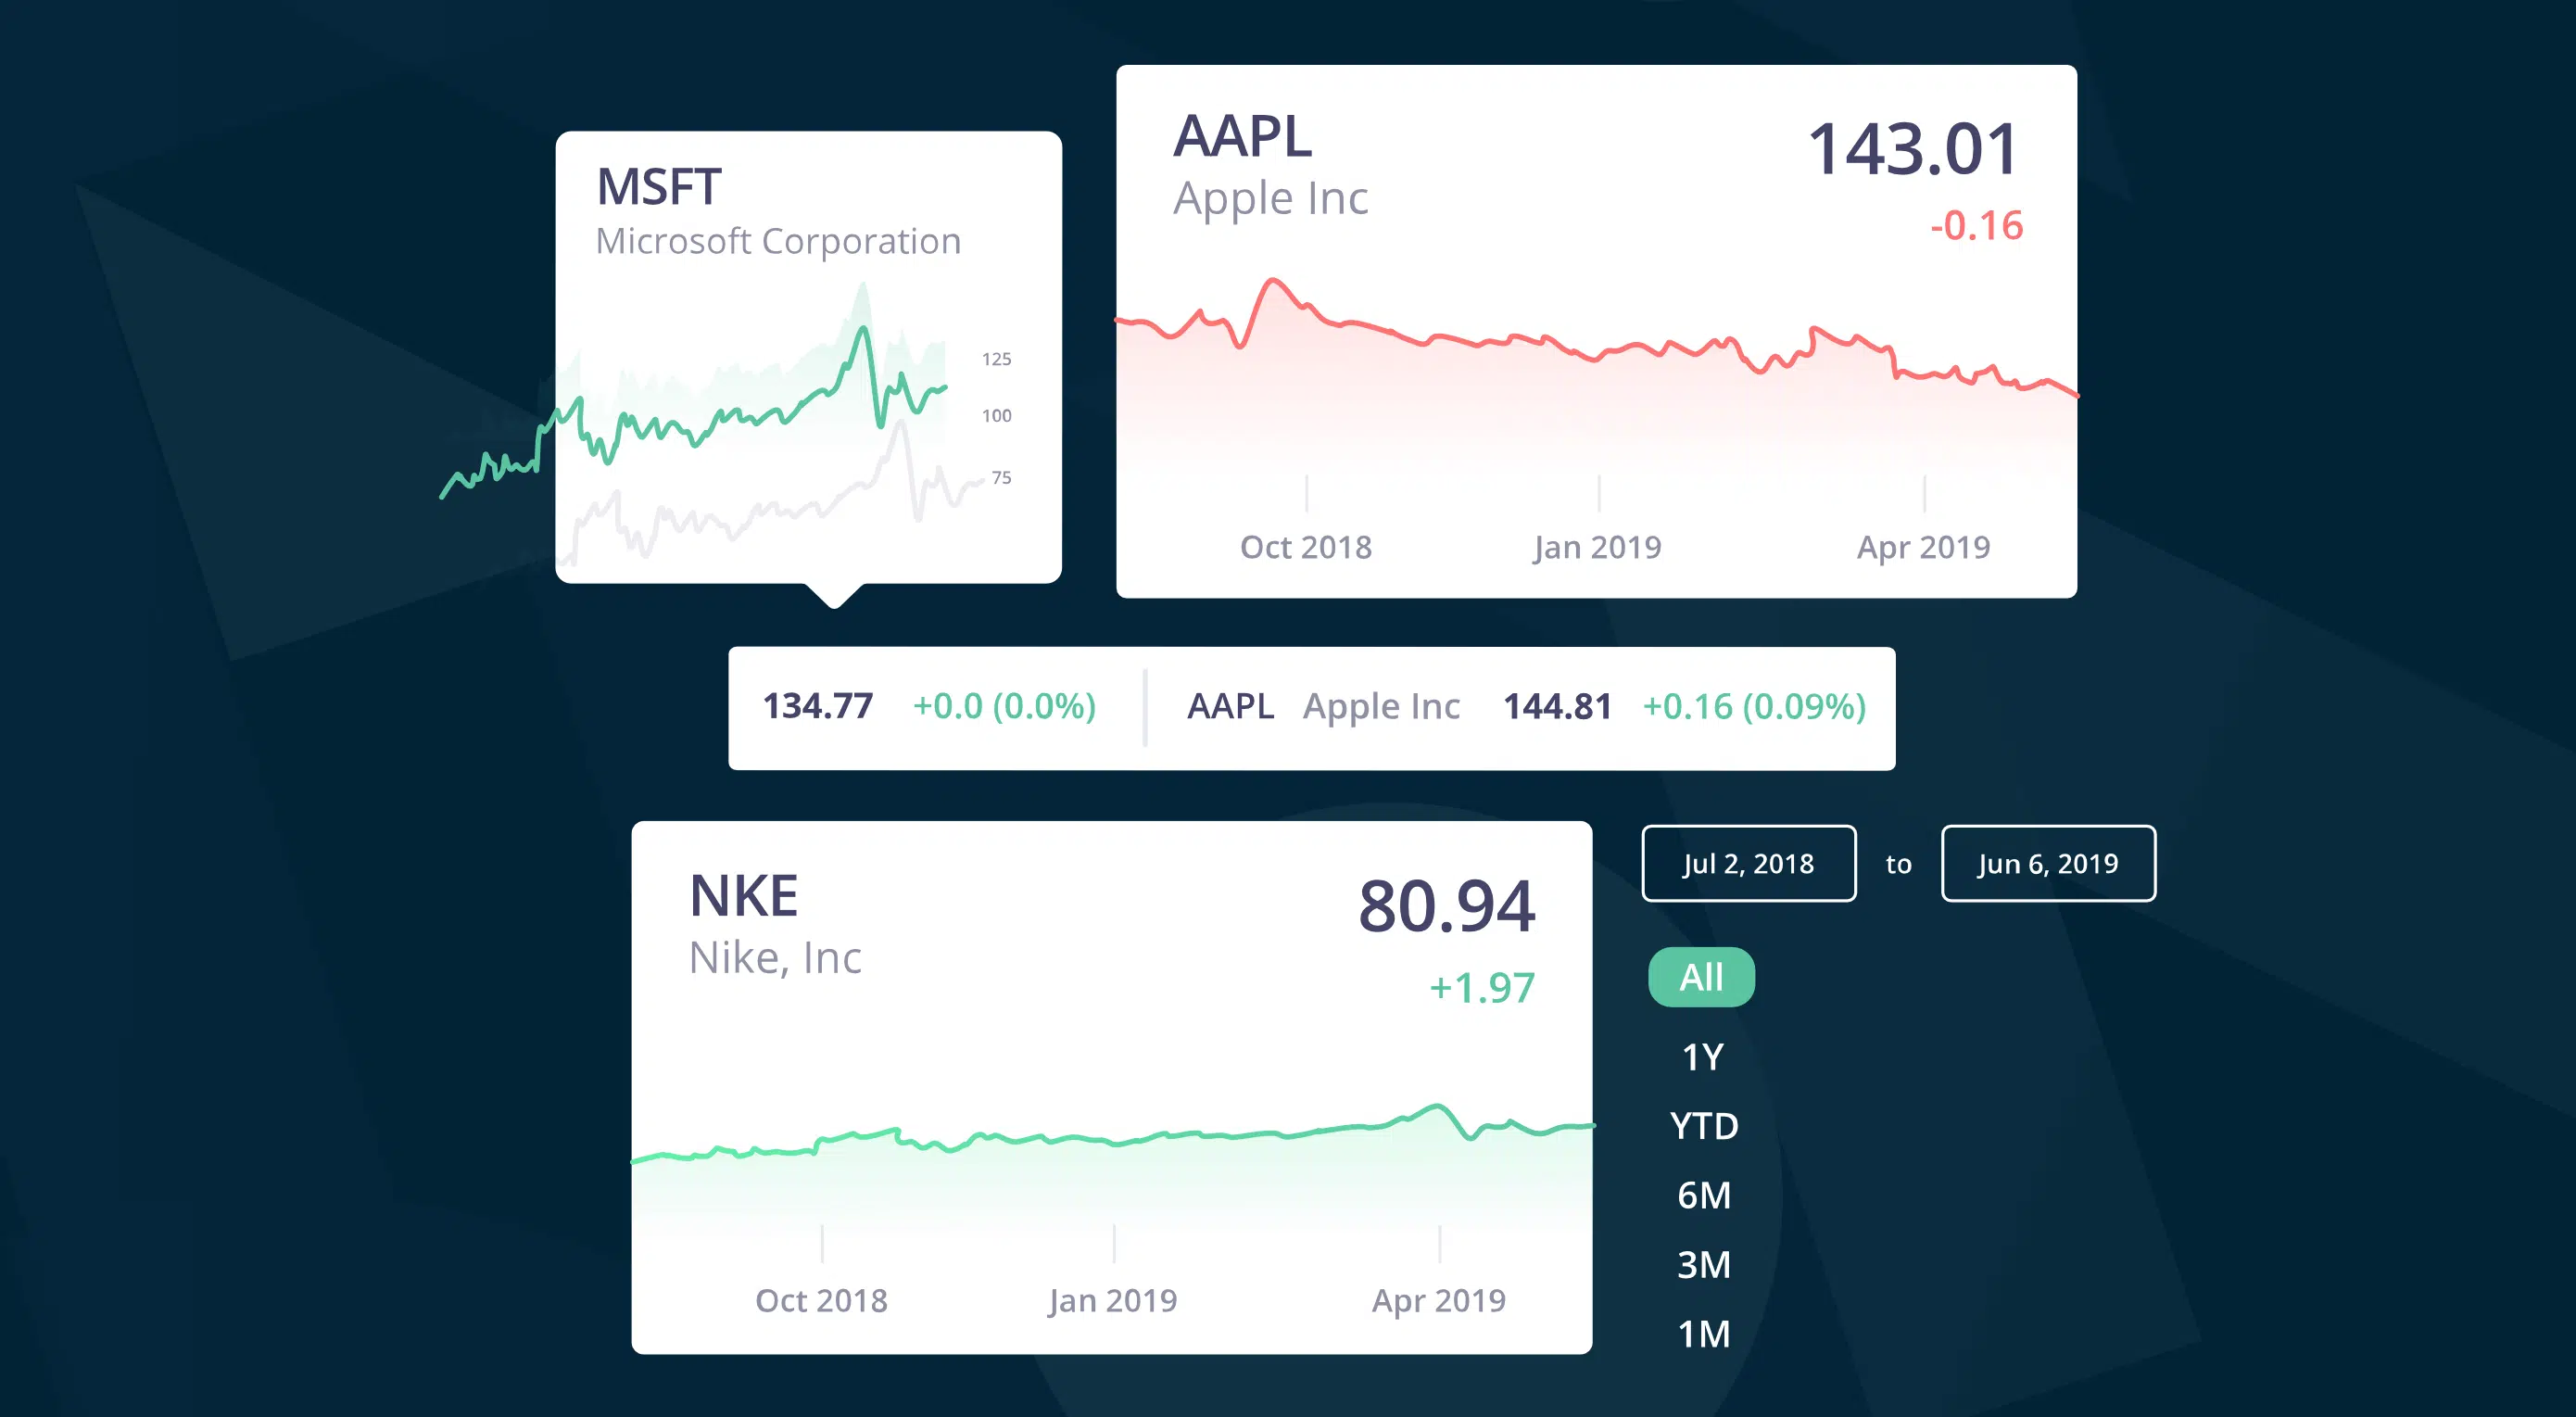 MSFT
Microsoft Corporation
125
100
75
AAPL
Apple Inc
143.01
-0.16
Oct 2018 Jan 2019 Apr 2019
134.77 +0.0 (0.0%) AAPL Apple Inc 144.81 +0.16 (0.09%)
NKE
Nike, Inc
80.94
+1.97
Oct 2018 Jan 2019 Apr 2019
Jul 2, 2018 to Jun 6, 2019
All
1Y
YTD
6M
3M
1M